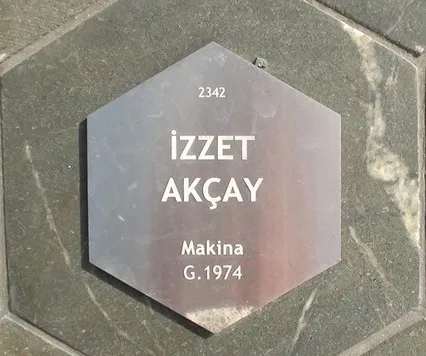 2342
İZZET
AKÇAY
Makina
G.1974